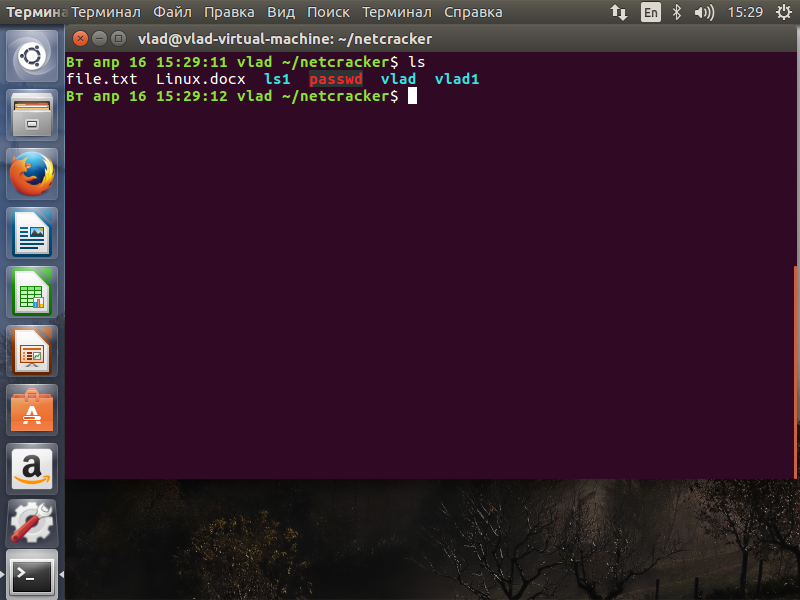 Термина Терминал Файл Правка Вид Поиск Терминал Справка En 15:29
vlad@vlad-virtual-machine: ~/netcracker
Вт апр 16 15:29:11 vlad ~/netcracker$ ls
file.txt Linux.docx ls1 passwd vlad vlad1
Вт апр 16 15:29:12 vlad ~/netcracker$
A
a
>_